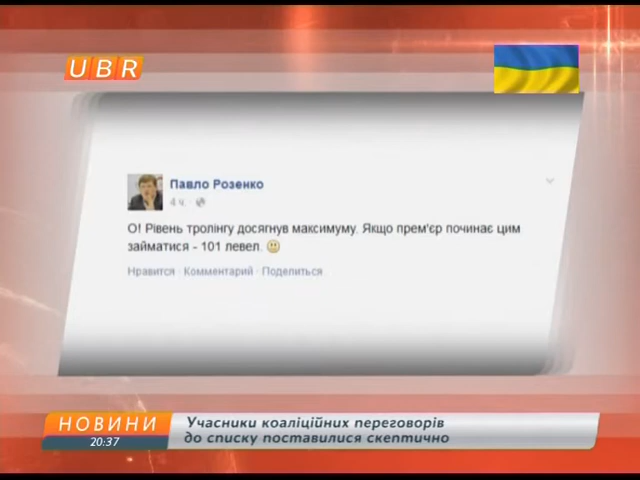 UBR
Павло Розенко
4 ч.
О! Рівень тролінгу досягнув максимуму. Якщо прем'єр починає цим
займатися - 101 левел.
Нравится · Комментарий · Поделиться
НОВИНИ
20:37
Учасники коаліційних переговорів
до списку поставилися скептично